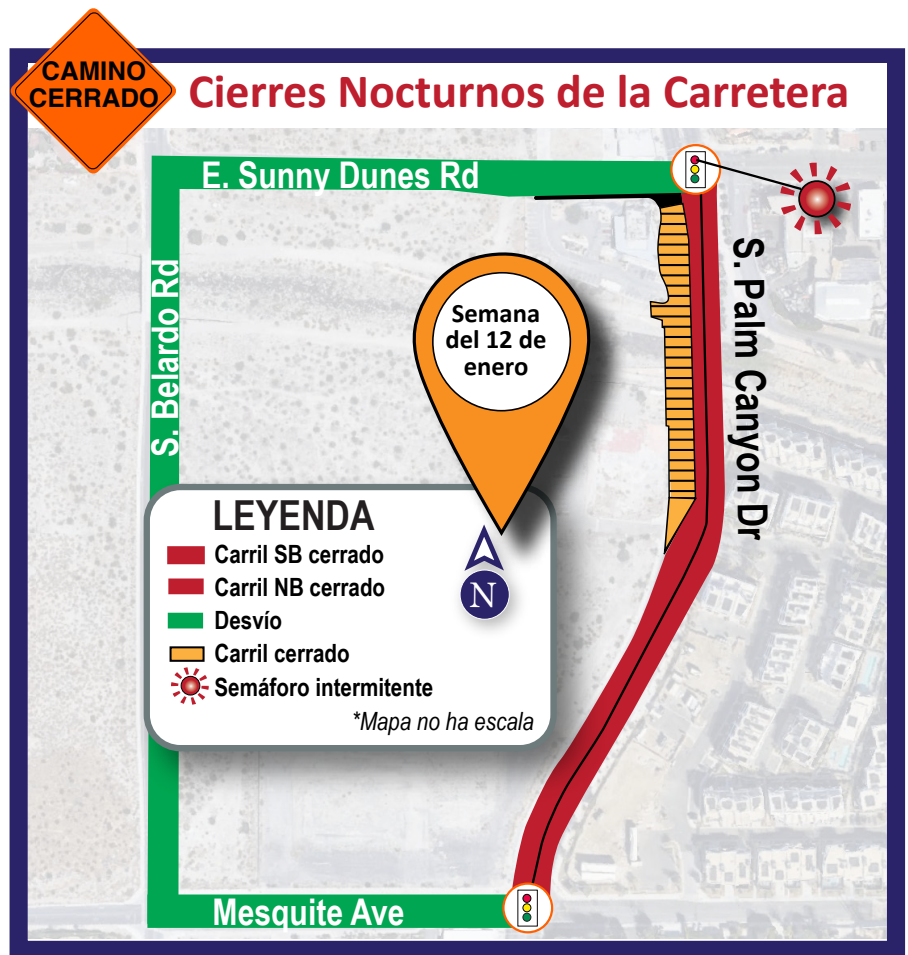 CAMINO
CERRADO
Cierres Nocturnos de la Carretera
E. Sunny Dunes Rd
S. Belardo Rd
S. Palm Canyon Dr
Semana
del 12 de
enero
LEYENDA
Carril SB cerrado
Carril NB cerrado
Desvío
Carril cerrado
Semáforo intermitente
*Mapa no ha escala
N
Mesquite Ave